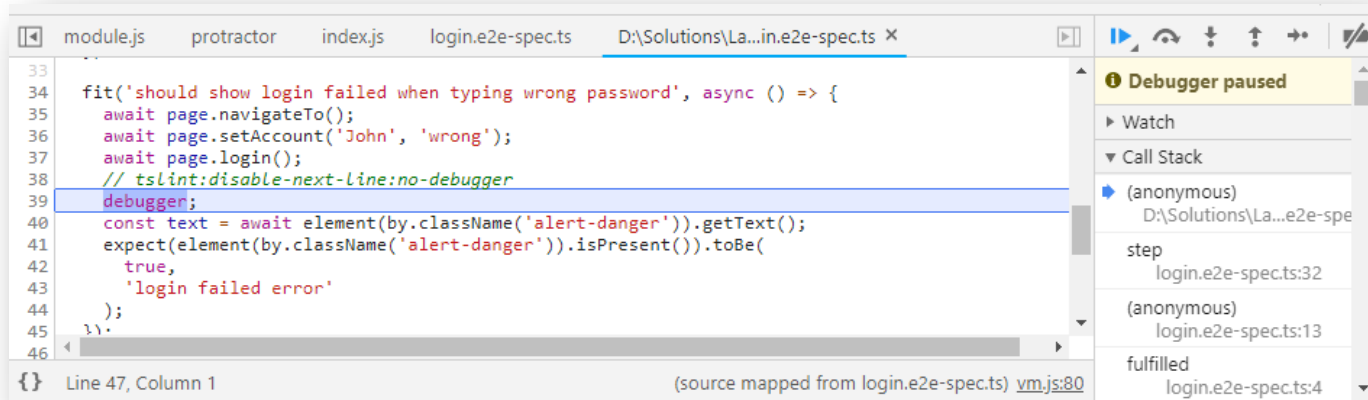 module.js protractor index.js login.e2e-spec.ts D:\Solutions\La...in.e2e-spec.ts ×
33
34 fit('should show login failed when typing wrong password', async () => {
35 await page.navigateTo();
36 await page.setAccount('John', 'wrong');
37 await page.login();
38 // tslint:disable-next-line:no-debugger
39 debugger;
40 const text = await element(by.className('alert-danger')).getText();
41 expect(element(by.className('alert-danger')).isPresent()).toBe(
42 true,
43 'login failed error'
44 );
45 });
46
{} Line 47, Column 1 (source mapped from login.e2e-spec.ts) vm.js:80
Debugger paused
Watch
Call Stack
(anonymous)
D:\Solutions\La...e2e-spe
step
login.e2e-spec.ts:32
(anonymous)
login.e2e-spec.ts:13
fulfilled
login.e2e-spec.ts:4